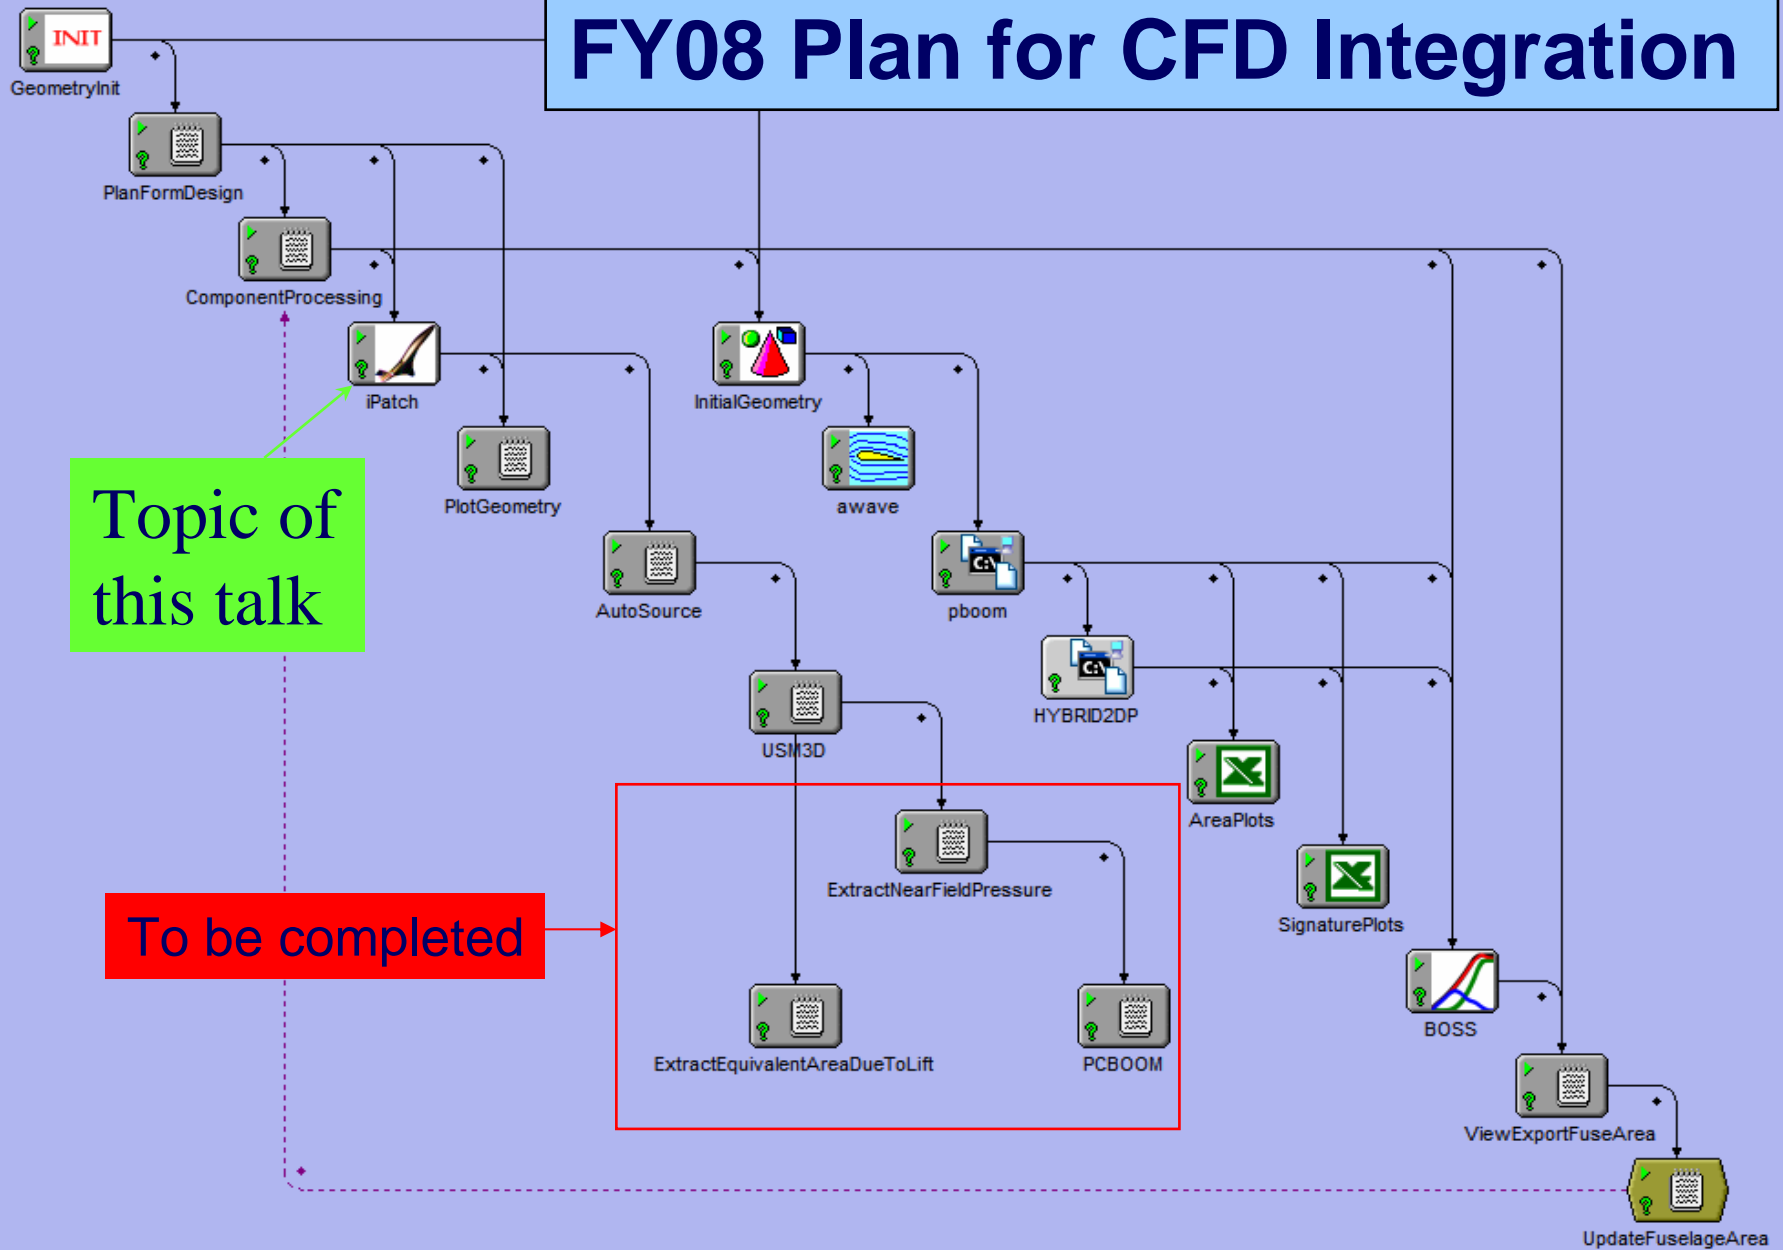 FY08 Plan for CFD Integration
INIT
GeometryInit
PlanFormDesign
ComponentProcessing
iPatch
InitialGeometry
PlotGeometry
awave
Topic of
this talk
AutoSource
C:\
pboom
C:\
HYBRID2DP
USM3D
AreaPlots
ExtractNearFieldPressure
SignaturePlots
To be completed
ExtractEquivalentAreaDueToLift
PCBOOM
BOSS
ViewExportFuseArea
UpdateFuselageArea